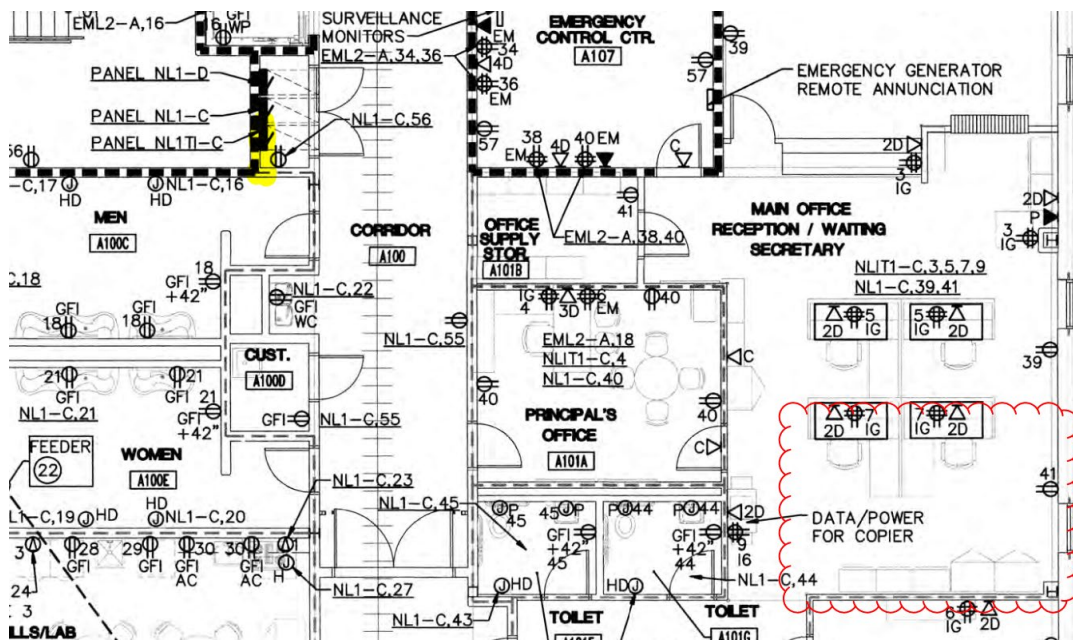 EML2-A,16
16
GFI
WP
SURVEILLANCE
MONITORS
EML2-A,34,36
EM
34
4D
36
EM
57
EMERGENCY
CONTROL CTR.
A107
39
57
EMERGENCY GENERATOR
REMOTE ANNUNCIATION
PANEL NL1-D
PANEL NL1-C
PANEL NL1TI-C
NL1-C,56
38
EM
4D
40
EM
C
2D
3
IG
NL1-C,16
HD
HD
MEN
A100C
CORRIDOR
A100
OFFICE
SUPPLY
STOR.
A101B
41
EML2-A,38,40
MAIN OFFICE
RECEPTION / WAITING
SECRETARY
2D
P
3
IG
H
NLIT1-C,3,5,7,9
NL1-C,39,41
18
GFI
+42"
NL1-C,22
GFI
WC
GFI
18
GFI
18
NL1-C,55
IG
4
3D
6
EM
40
EML2-A,18
NLIT1-C,4
NL1-C,40
C
2D
5
IG
5
IG
2D
39
CUST.
A100D
21
21
21
GFI
+42"
NL1-C,21
GFI
NL1-C,55
40
PRINCIPAL'S
OFFICE
A101A
40
C
2D
7
IG
7
IG
2D
41
FEEDER
22
WOMEN
A100E
HD
HD
NL1-C,20
NL1-C,23
NL1-C,45
P
45
45
P
P
44
P
44
GFI
+42"
45
GFI
+42"
44
2D
9
IG
DATA/POWER
FOR COPIER
3
28
GFI
29
GFI
30
GFI
AC
30
GFI
AC
1
H
NL1-C,27
NL1-C,43
HD
HD
NL1-C,44
24
3
TOILET
TOILET
A101G
6
IG
2D
H